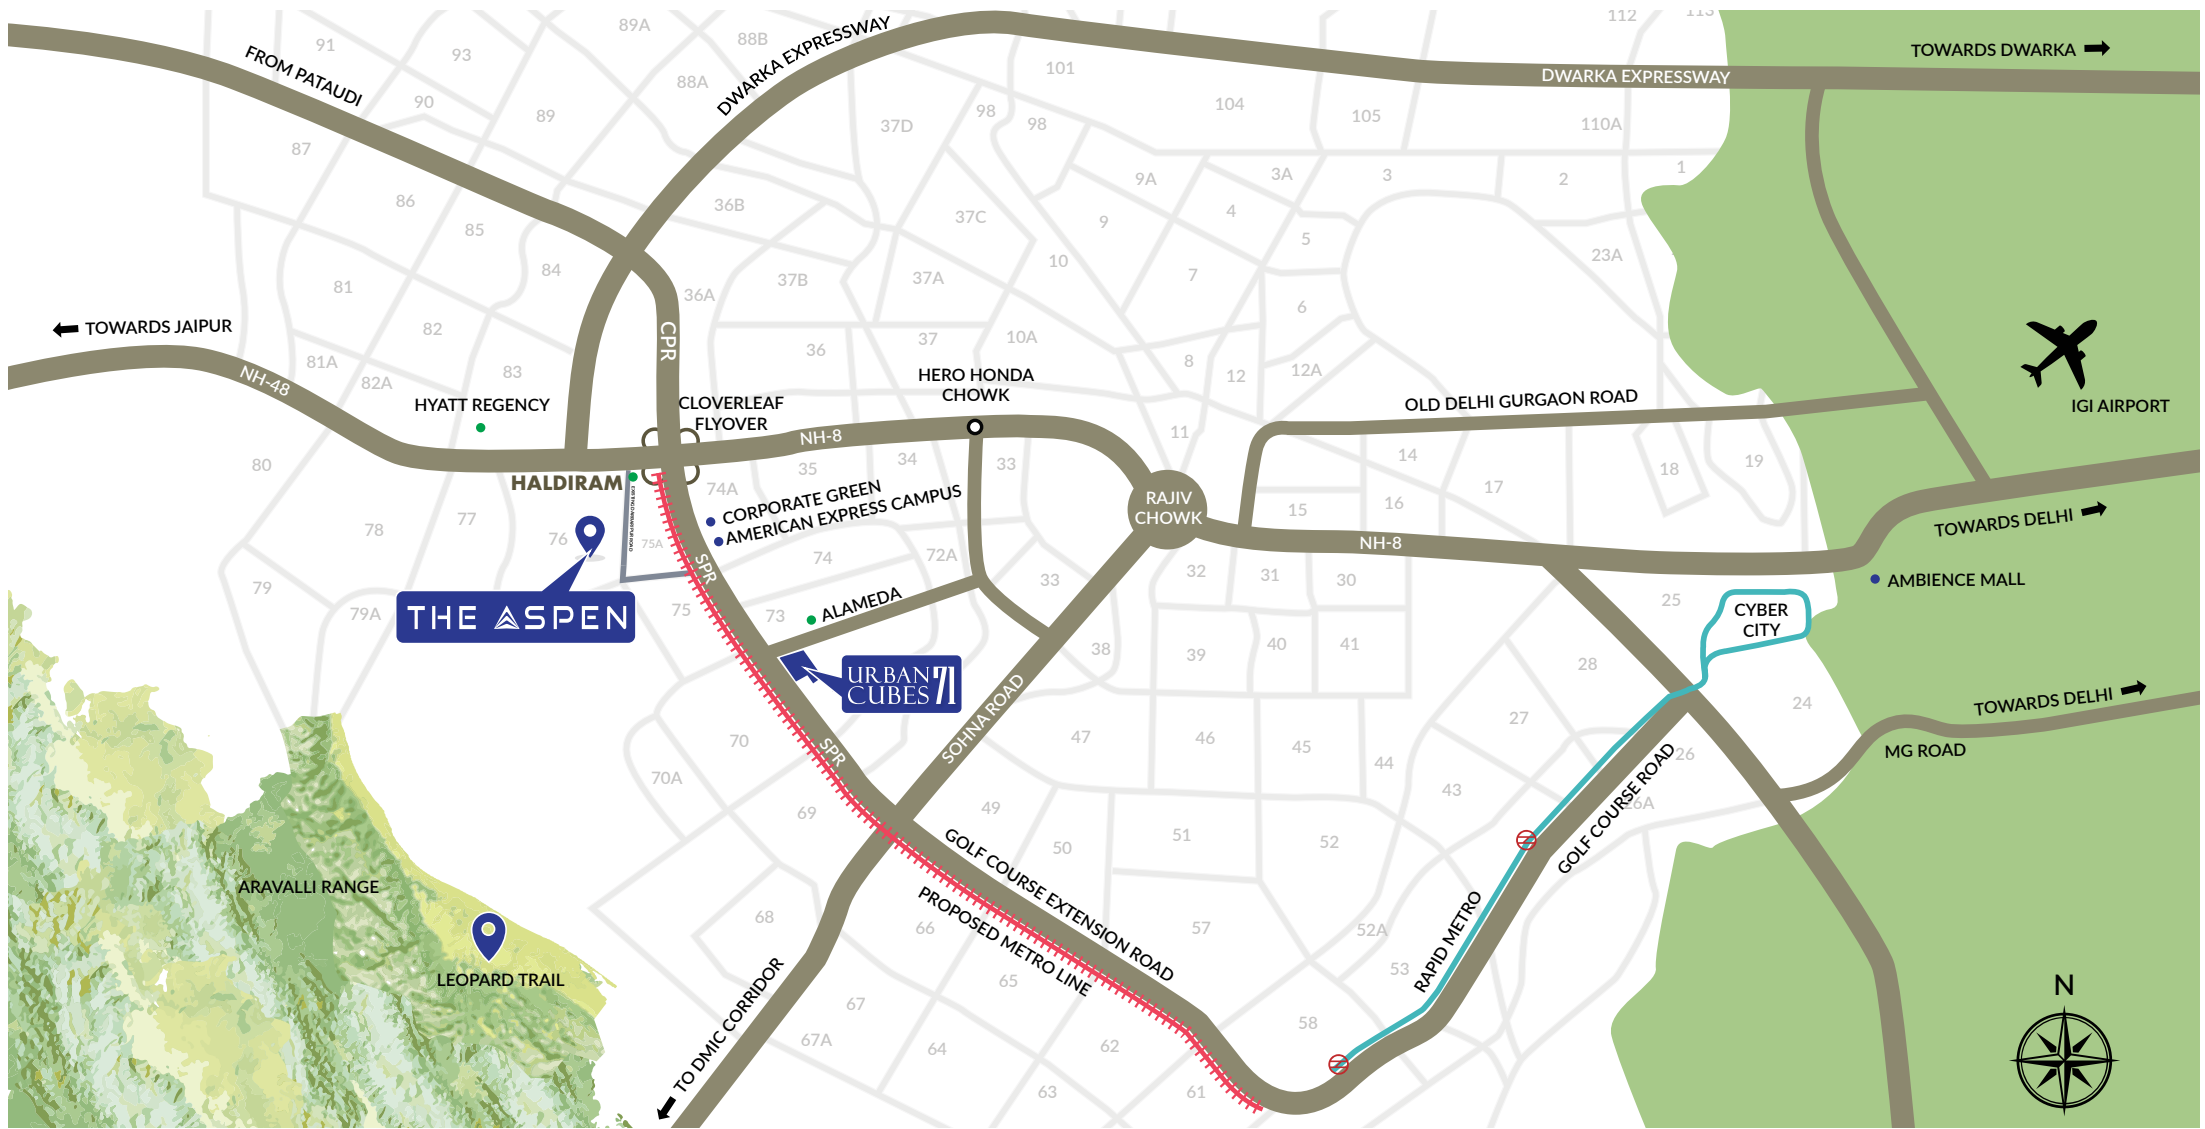 112
113
89A
88B
91
93
FROM PATAUDI
DWARKA EXPRESSWAY
TOWARDS DWARKA
101
88A
DWARKA EXPRESSWAY
90
89
98
98
104
105
110A
37D
87
1
9A
3A
3
2
86
36B
37C
9
4
85
5
23A
84
10
7
81
36A
37B
37A
6
TOWARDS JAIPUR
82
CPR
36
37
10A
8
12
12A
81A
82A
83
NH-48
HERO HONDA
CHOWK
HYATT REGENCY
CLOVERLEAF
FLYOVER
OLD DELHI GURGAON ROAD
IGI AIRPORT
NH-8
11
80
35
34
33
14
18
19
HALDIRAM
74A
CORPORATE GREEN
AMERICAN EXPRESS CAMPUS
RAJIV
CHOWK
17
16
15
77
78
76
75A
TOWARDS DELHI
NH-8
SPR
74
72A
33
32
31
30
AMBIENCE MALL
79
79A
THE ASPEN
75
73
ALAMEDA
25
CYBER
CITY
38
39
40
41
28
URBAN
CUBES 71
24
TOWARDS DELHI
SOHNA ROAD
27
70
SPR
47
46
45
44
26
MG ROAD
70A
43
26A
GOLF COURSE ROAD
69
49
50
51
52
GOLF COURSE EXTENSION ROAD
PROPOSED METRO LINE
ARAVALLI RANGE
68
66
57
52A
RAPID METRO
53
LEOPARD TRAIL
65
TO DMIC CORRIDOR
67
67A
58
64
62
63
61
N